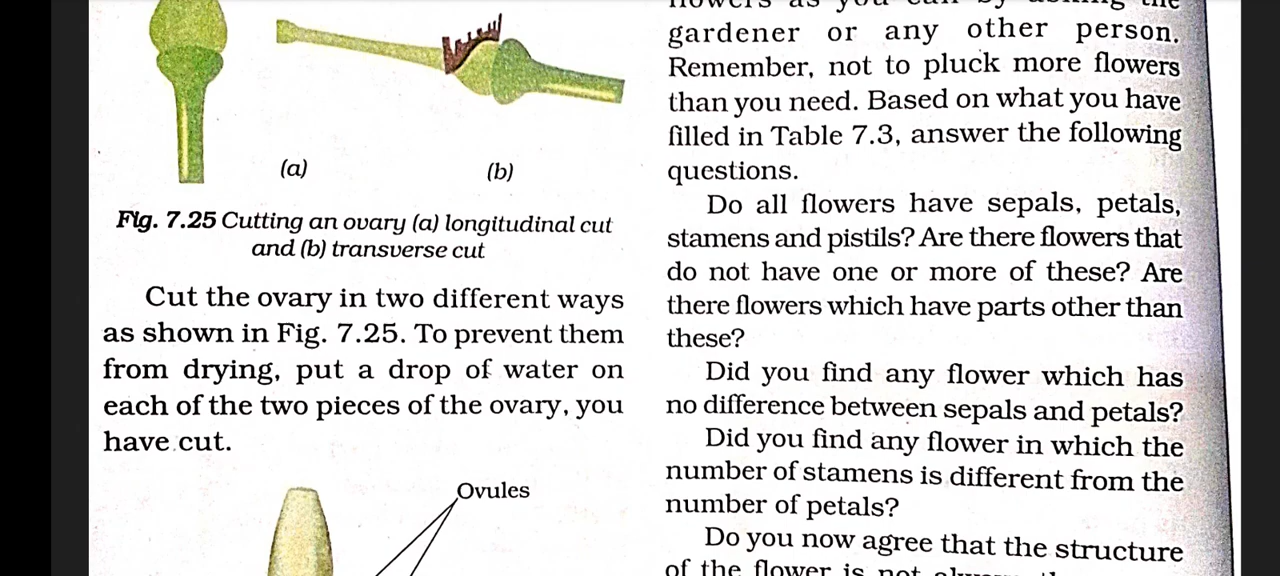 (a)
(b)
Fig. 7.25 Cutting an ovary (a) longitudinal cut
and (b) transverse cut
Cut the ovary in two different ways
as shown in Fig. 7.25. To prevent them
from drying, put a drop of water on
each of the two pieces of the ovary, you
have cut.
Ovules
flowers as you can by asking the
gardener or any other person.
Remember, not to pluck more flowers
than you need. Based on what you have
filled in Table 7.3, answer the following
questions.
Do all flowers have sepals, petals,
stamens and pistils? Are there flowers that
do not have one or more of these? Are
there flowers which have parts other than
these?
Did you find any flower which has
no difference between sepals and petals?
Did you find any flower in which the
number of stamens is different from the
number of petals?
Do you now agree that the structure
of the flower is not